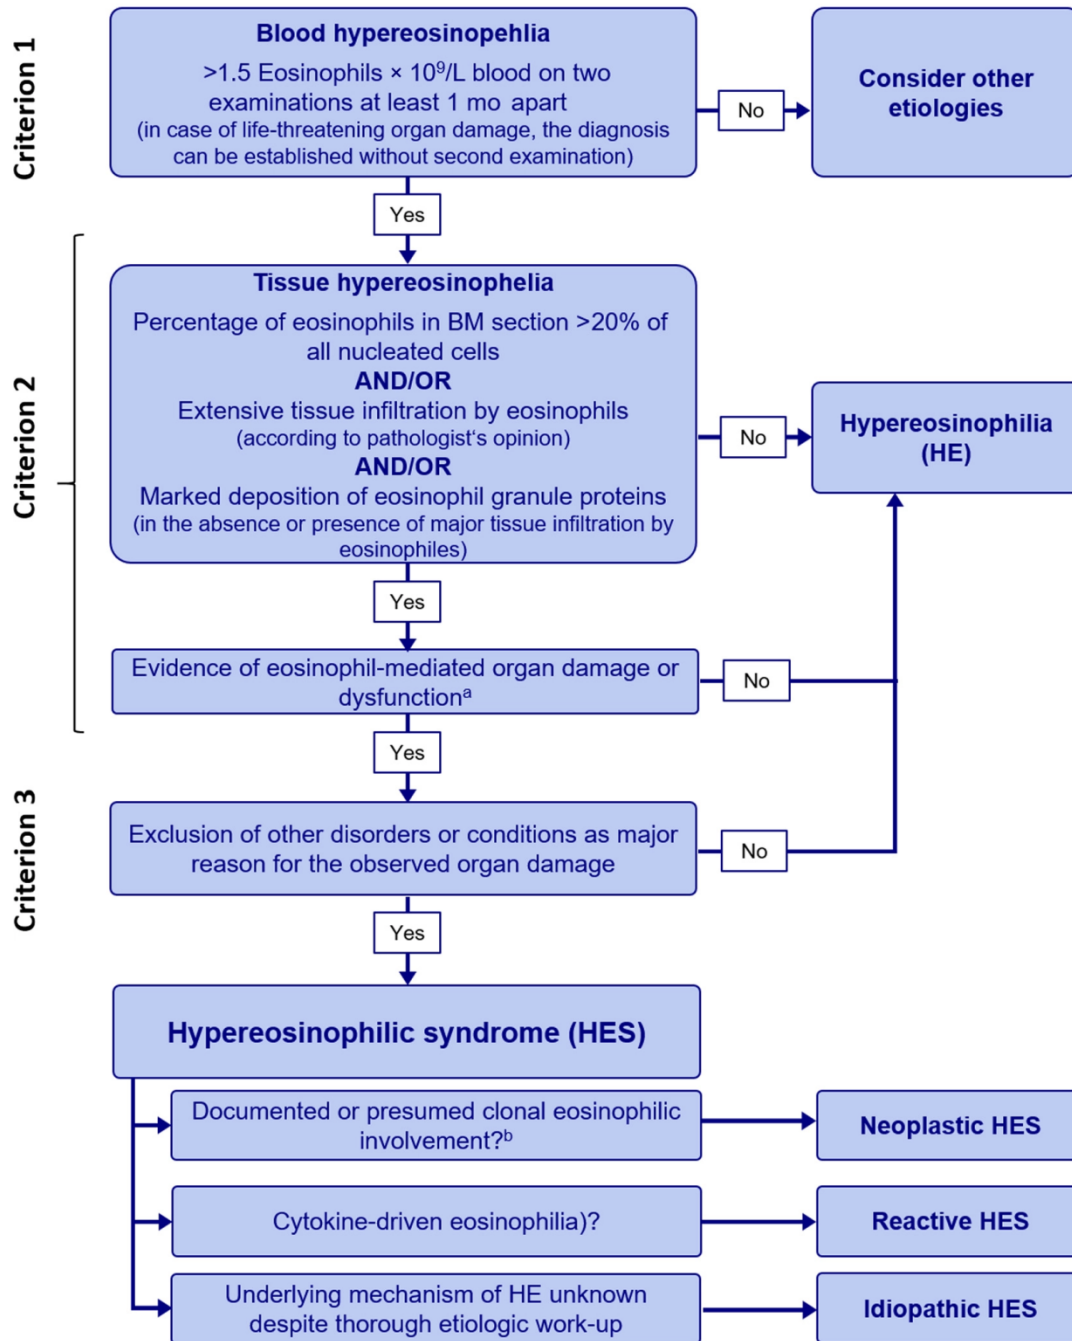 Criterion 1
Blood hypereosinopehlia
>1.5 Eosinophils × 10⁹/L blood on two
examinations at least 1 mo apart
(in case of life-threatening organ damage, the diagnosis
can be established without second examination)
No
Consider other
etiologies
Yes
Criterion 2
Tissue hypereosinophelia
Percentage of eosinophils in BM section >20% of
all nucleated cells
AND/OR
Extensive tissue infiltration by eosinophils
(according to pathologist‘s opinion)
AND/OR
Marked deposition of eosinophil granule proteins
(in the absence or presence of major tissue infiltration by
eosinophiles)
No
Hypereosinophilia
(HE)
Yes
Evidence of eosinophil-mediated organ damage or
dysfunctionᵃ
No
Yes
Criterion 3
Exclusion of other disorders or conditions as major
reason for the observed organ damage
No
Yes
Hypereosinophilic syndrome (HES)
Documented or presumed clonal eosinophilic
involvement?ᵇ
Neoplastic HES
Cytokine-driven eosinophilia)?
Reactive HES
Underlying mechanism of HE unknown
despite thorough etiologic work-up
Idiopathic HES